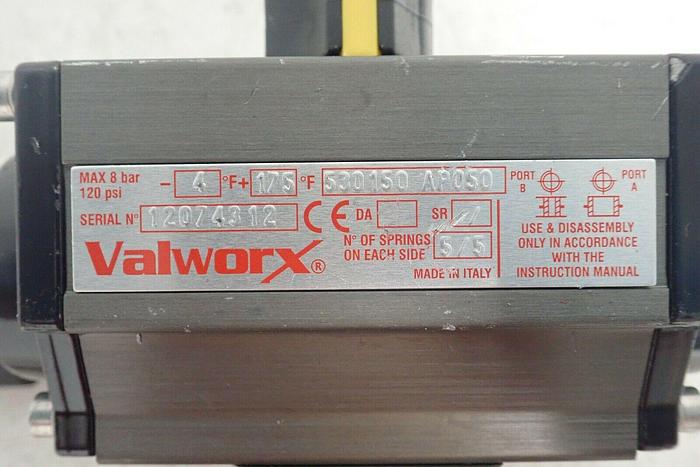 MAX 8 bar
120 psi
- 4 °F + 175 °F 530150 AP050
SERIAL N° 12074312 CE DA SR
Valworx®
N° OF SPRINGS
ON EACH SIDE 5/5
MADE IN ITALY
PORT
B
PORT
A
USE & DISASSEMBLY
ONLY IN ACCORDANCE
WITH THE
INSTRUCTION MANUAL